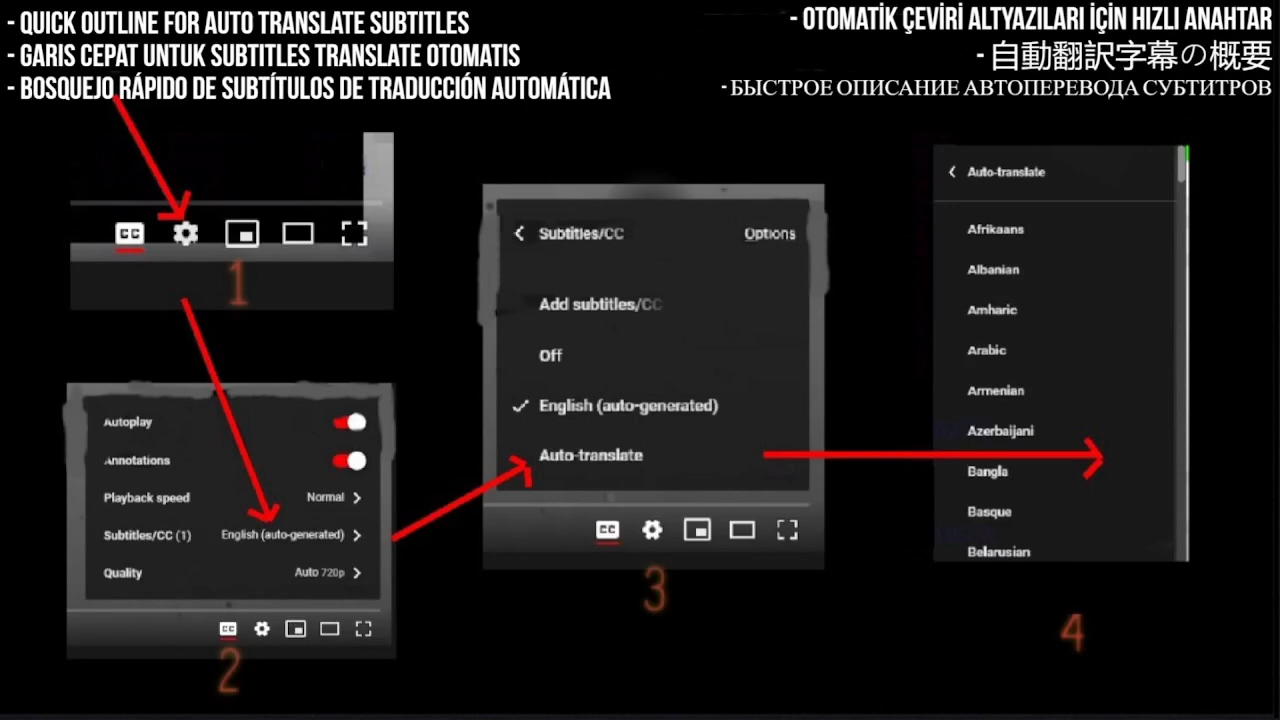 - QUICK OUTLINE FOR AUTO TRANSLATE SUBTITLES
- GARIS CEPAT UNTUK SUBTITLES TRANSLATE OTOMATIS
- BOSQUEJO RÁPIDO DE SUBTÍTULOS DE TRADUCCIÓN AUTOMÁTICA
- OTOMATİK ÇEVİRİ ALTYAZILARI İÇİN HIZLI ANAHTAR
- 自動翻訳字幕の概要
- БЫСТРОЕ ОПИСАНИЕ АВТОПЕРЕВОДА СУБТИТРОВ
CC
1
Autoplay
Annotations
Playback speed Normal
Subtitles/CC (1) English (auto-generated)
Quality Auto 720p
CC
2
Subtitles/CC Options
Add subtitles/CC
Off
English (auto-generated)
Auto-translate
CC
3
Auto-translate
Afrikaans
Albanian
Amharic
Arabic
Armenian
Azerbaijani
Bangla
Basque
Belarusian
4